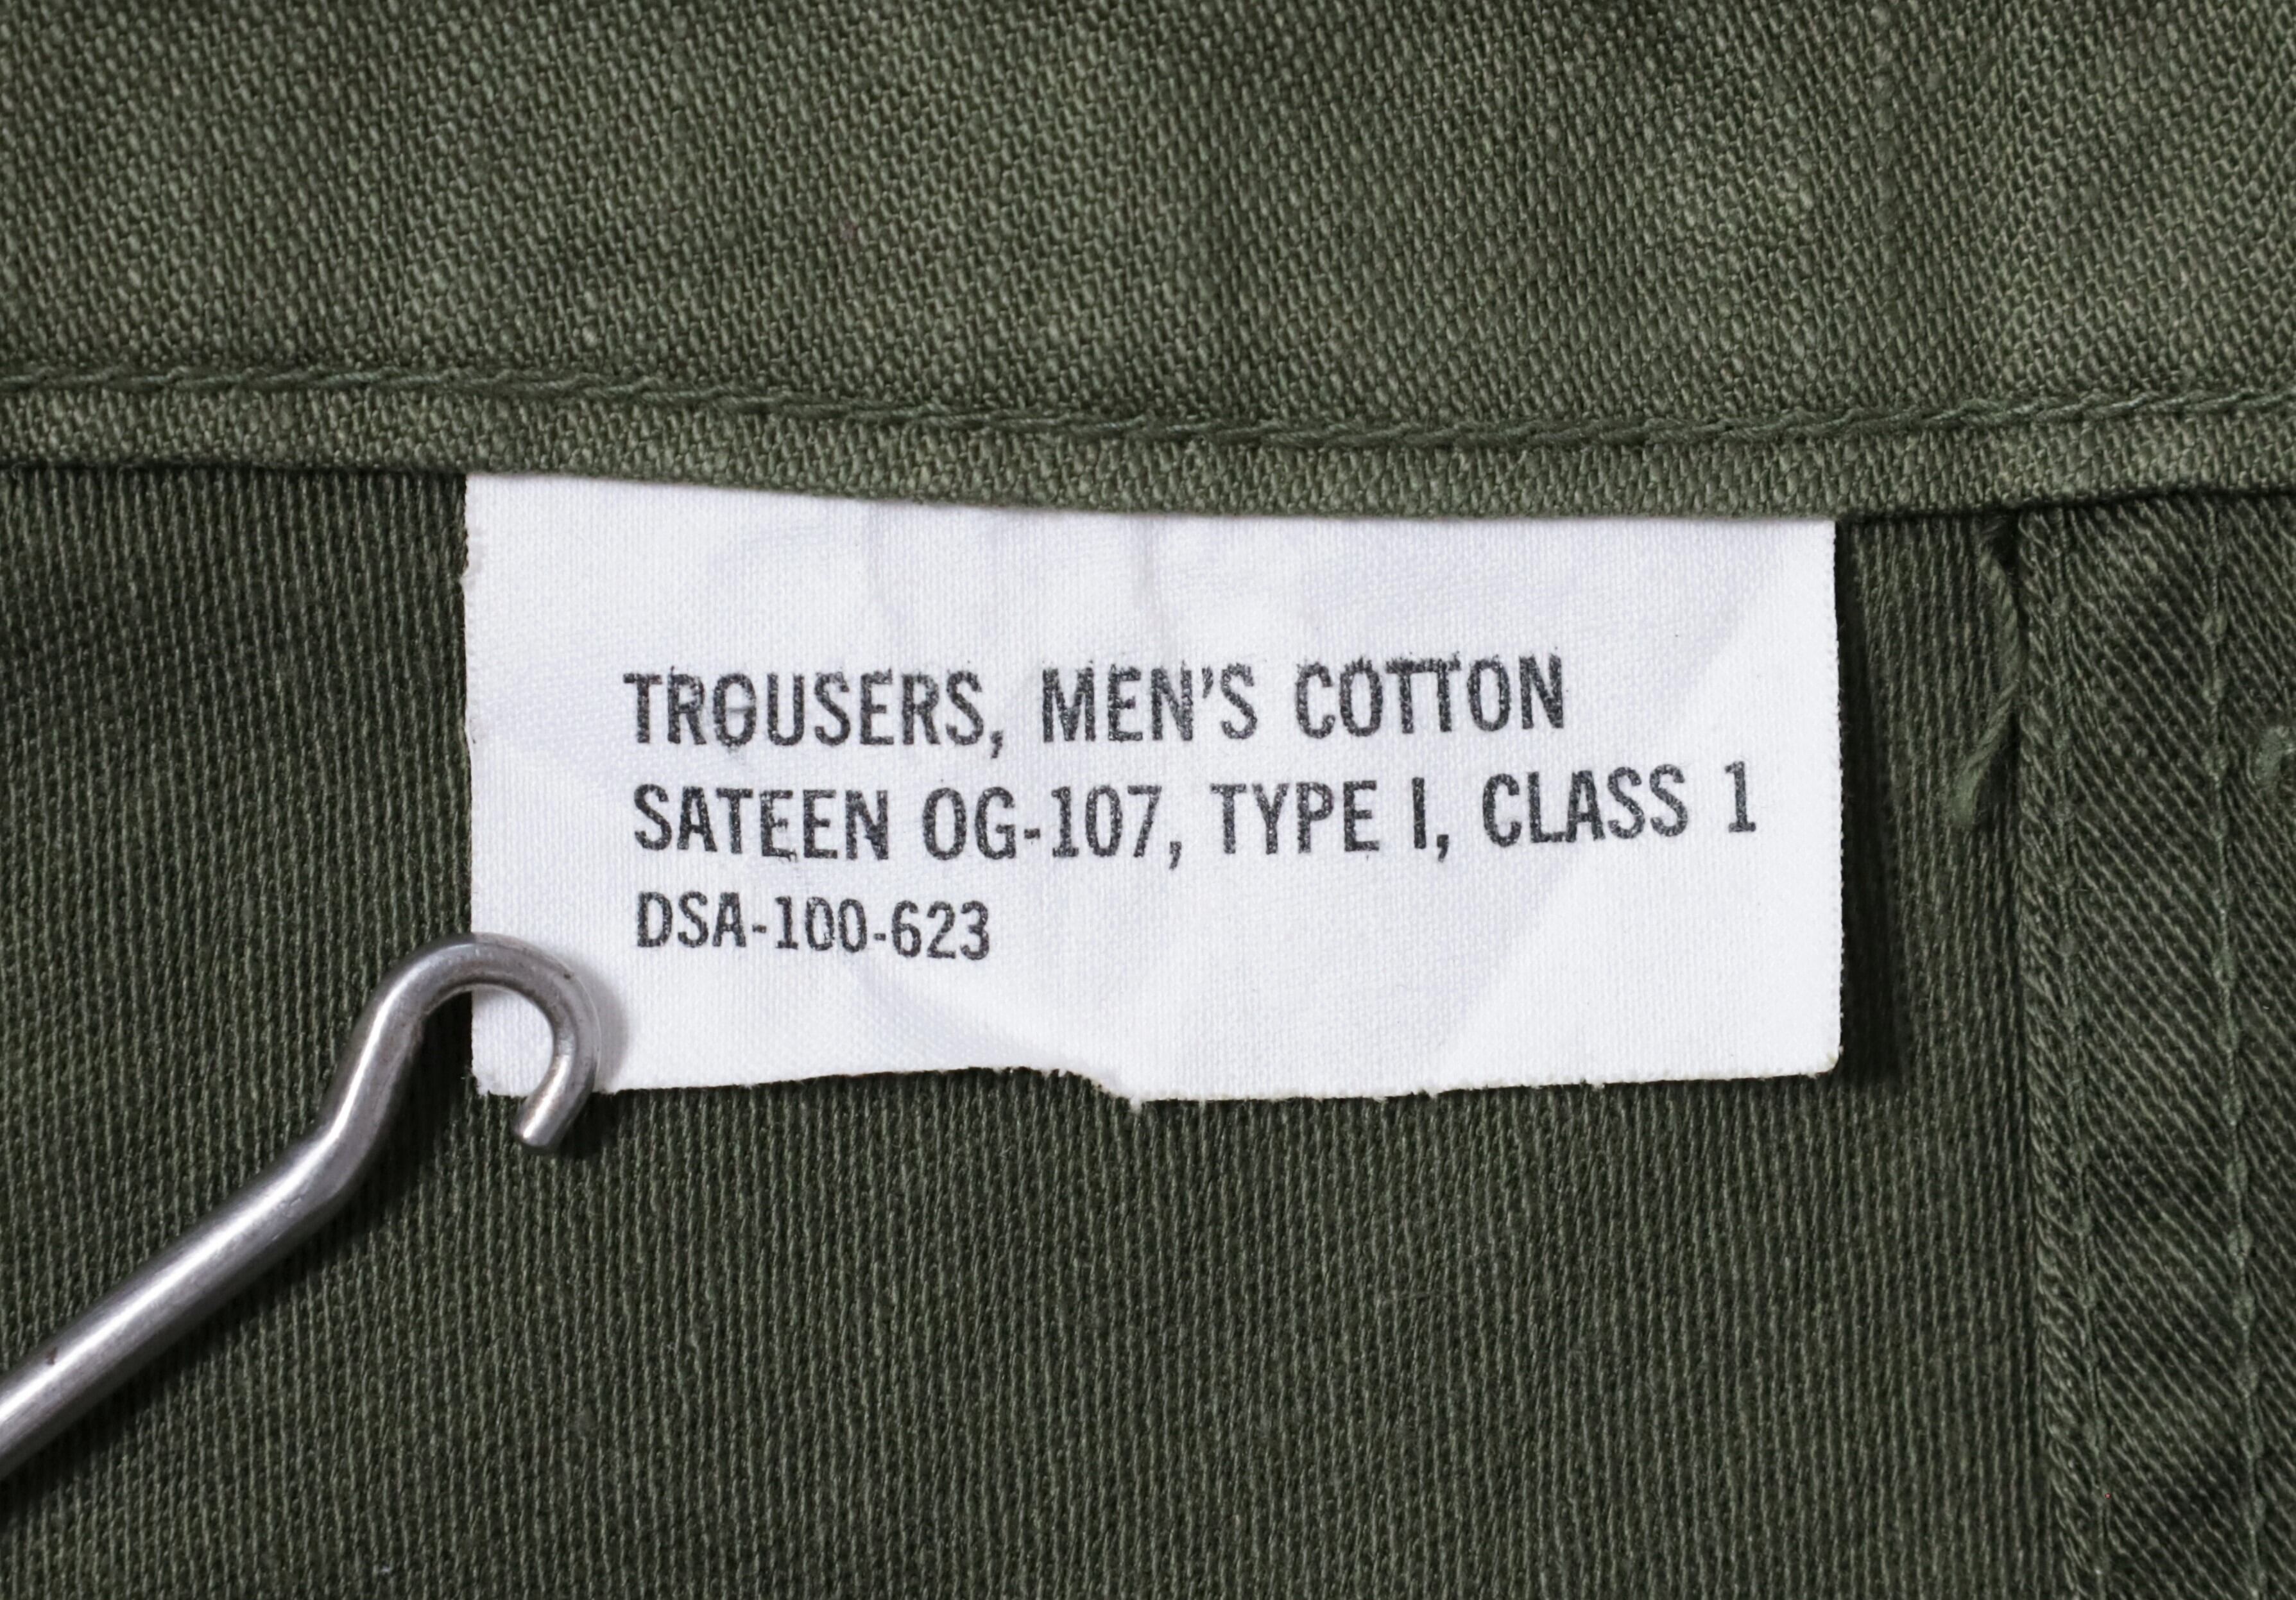 TROUSERS, MEN'S COTTON
SATEEN OG-107, TYPE I, CLASS 1
DSA-100-623